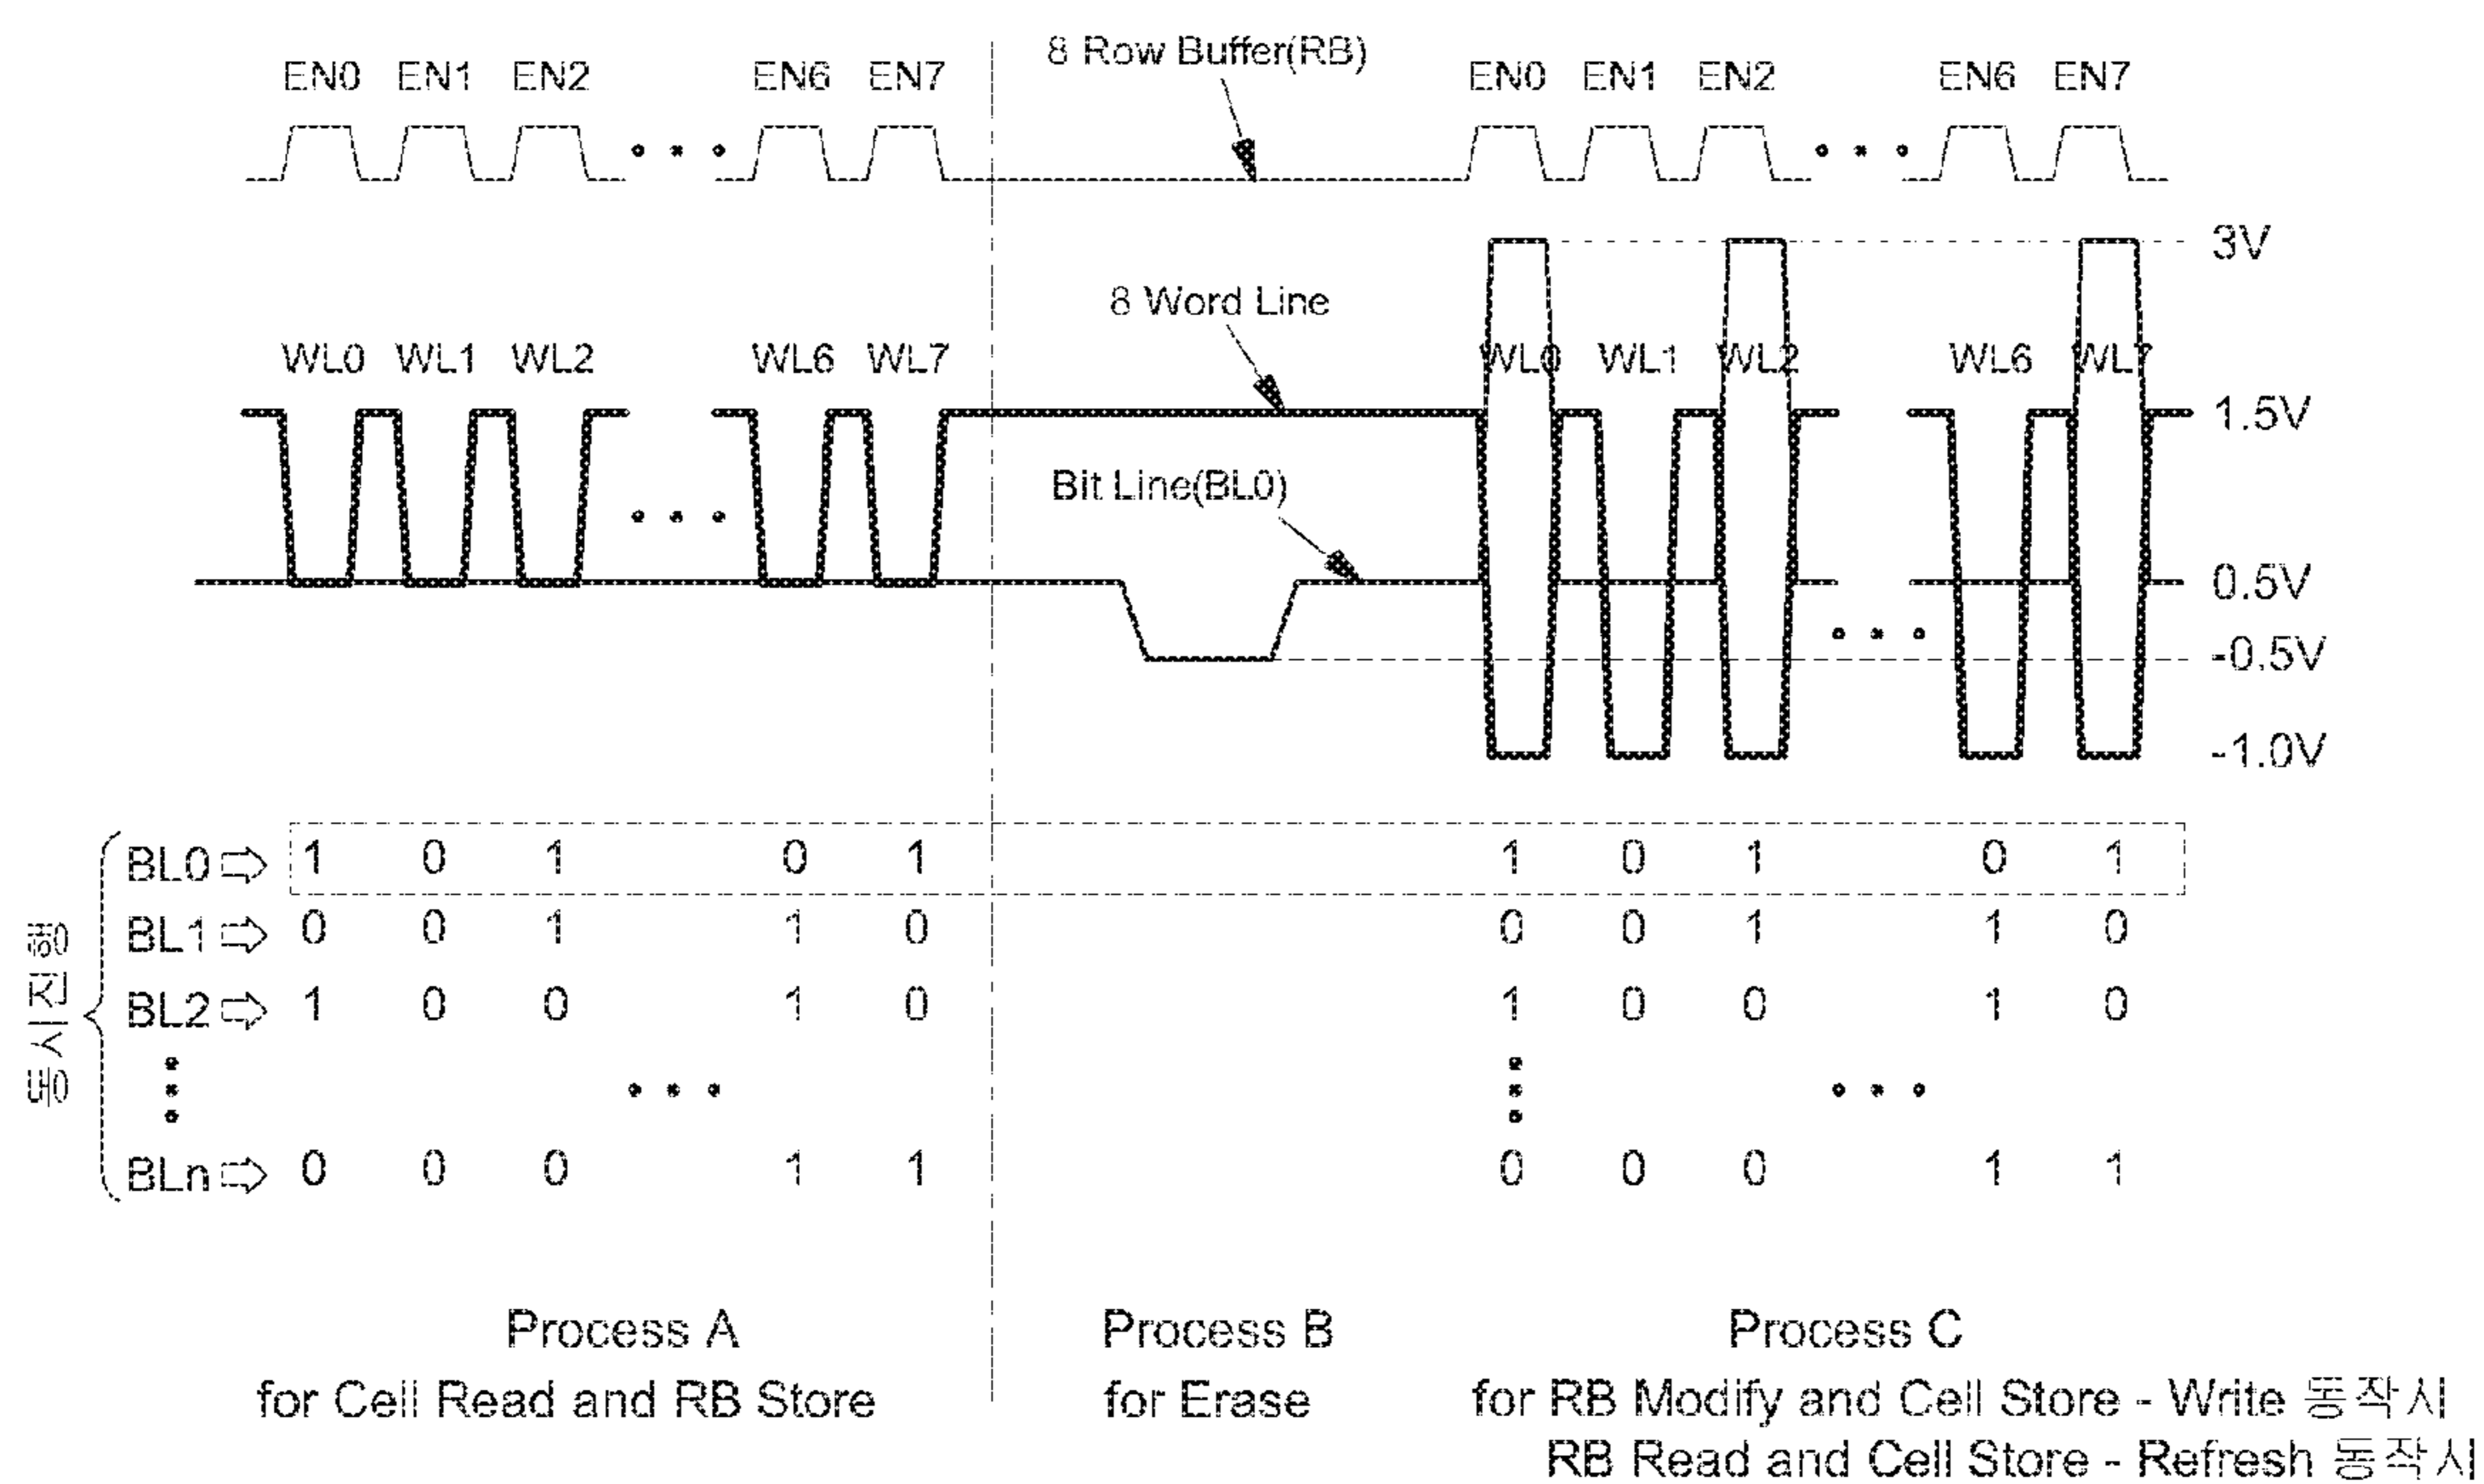 8 Row Buffer(RB)
EN0 EN1 EN2 EN6 EN7 EN0 EN1 EN2 EN6 EN7
3V
8 Word Line
WL0 WL1 WL2 WL6 WL7 WL0 WL1 WL2 WL6 WL7
1.5V
Bit Line(BL0)
0.5V
-0.5V
-1.0V
동시진행
BL0 1 0 1 0 1 1 0 1 0 1
BL1 0 0 1 1 0 0 0 1 1 0
BL2 1 0 0 1 0 1 0 0 1 0
BLn 0 0 0 1 1 0 0 0 1 1
Process A Process B Process C
for Cell Read and RB Store for Erase for RB Modify and Cell Store - Write 동작시
RB Read and Cell Store - Refresh 동작시